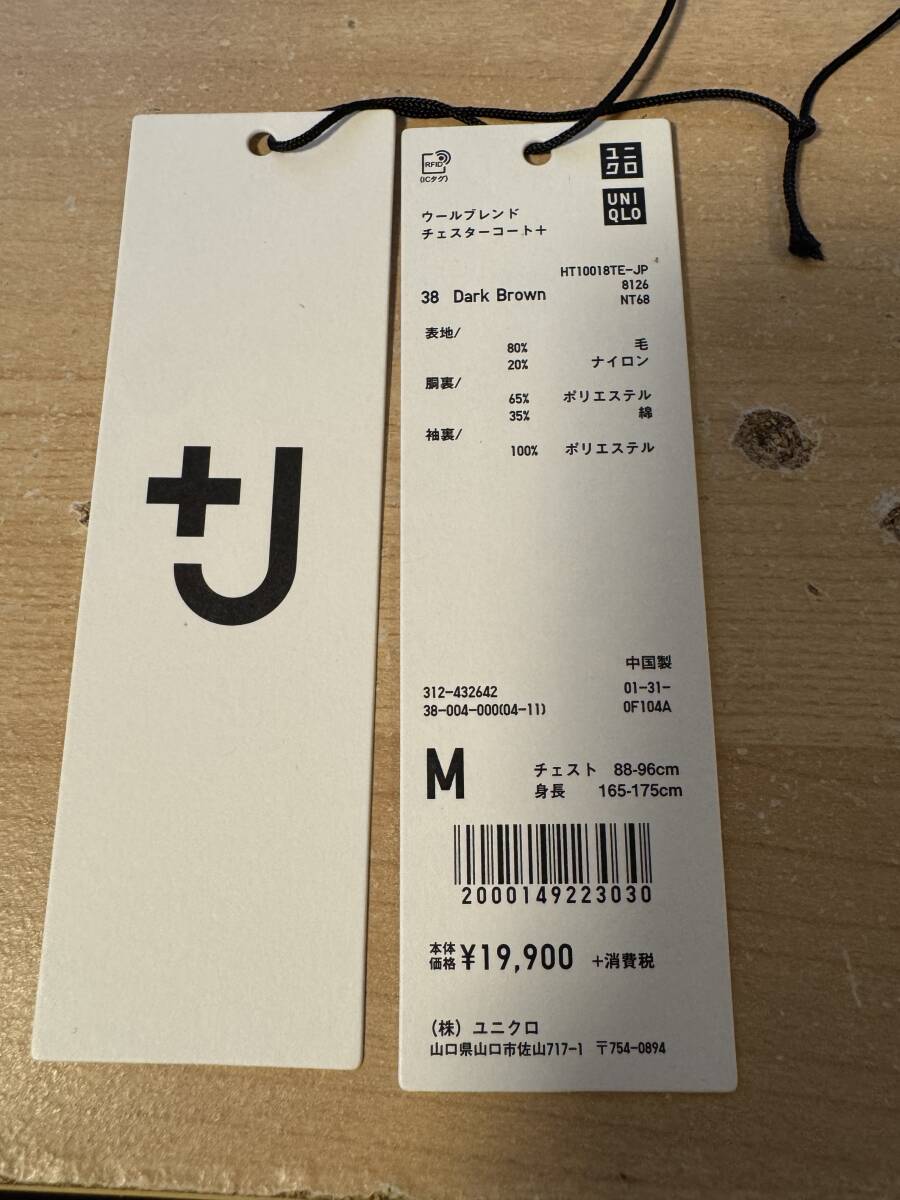 +J
RFID
(ICタグ)
ユニ
クロ
UNI
QLO
ウールブレンド
チェスターコート+
HT10018TE-JP
8126
38 Dark Brown
NT68
表地/
80% 毛
20% ナイロン
胴裏/
65% ポリエステル
35% 綿
袖裏/
100% ポリエステル
中国製
312-432642 01-31-
38-004-000(04-11) 0F104A
M
チェスト 88-96cm
身長 165-175cm
2000149223030
本体
価格 ¥19,900 +消費税
(株) ユニクロ
山口県山口市佐山717-1 〒754-0894